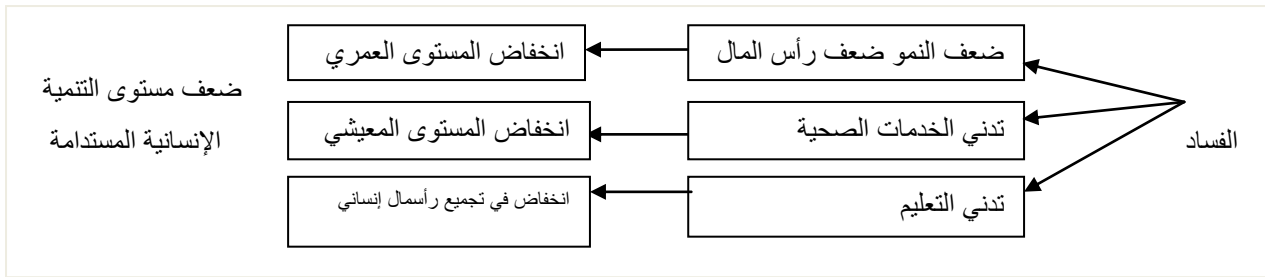 الفساد
ضعف النمو ضعف رأس المال
تدني الخدمات الصحية
تدني التعليم
انخفاض المستوى العمري
انخفاض المستوى المعيشي
انخفاض في تجميع رأسمال إنساني
ضعف مستوى التنمية
الإنسانية المستدامة